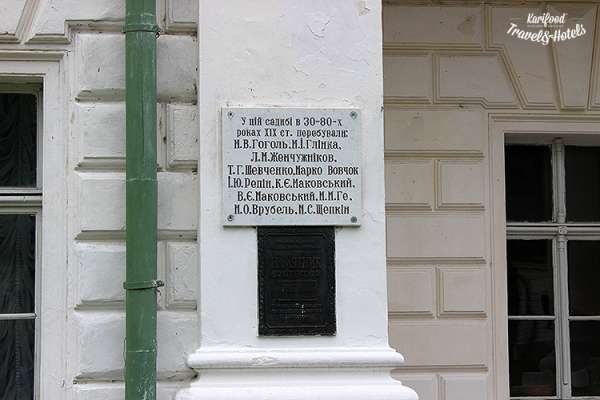 Karifood
Travel&Hotels
У цій садибі в 30-80-х
роках XIX ст. перебували:
М.В.Гоголь, М.І.Глінка,
Л.М.Жемчужніков,
Т.Г.Шевченко, Марко Вовчок
І.Ю.Рєпін, К.Є.Маковський,
В.Є.Маковський, М.М.Ге,
М.О.Врубель, М.С.Щепкін